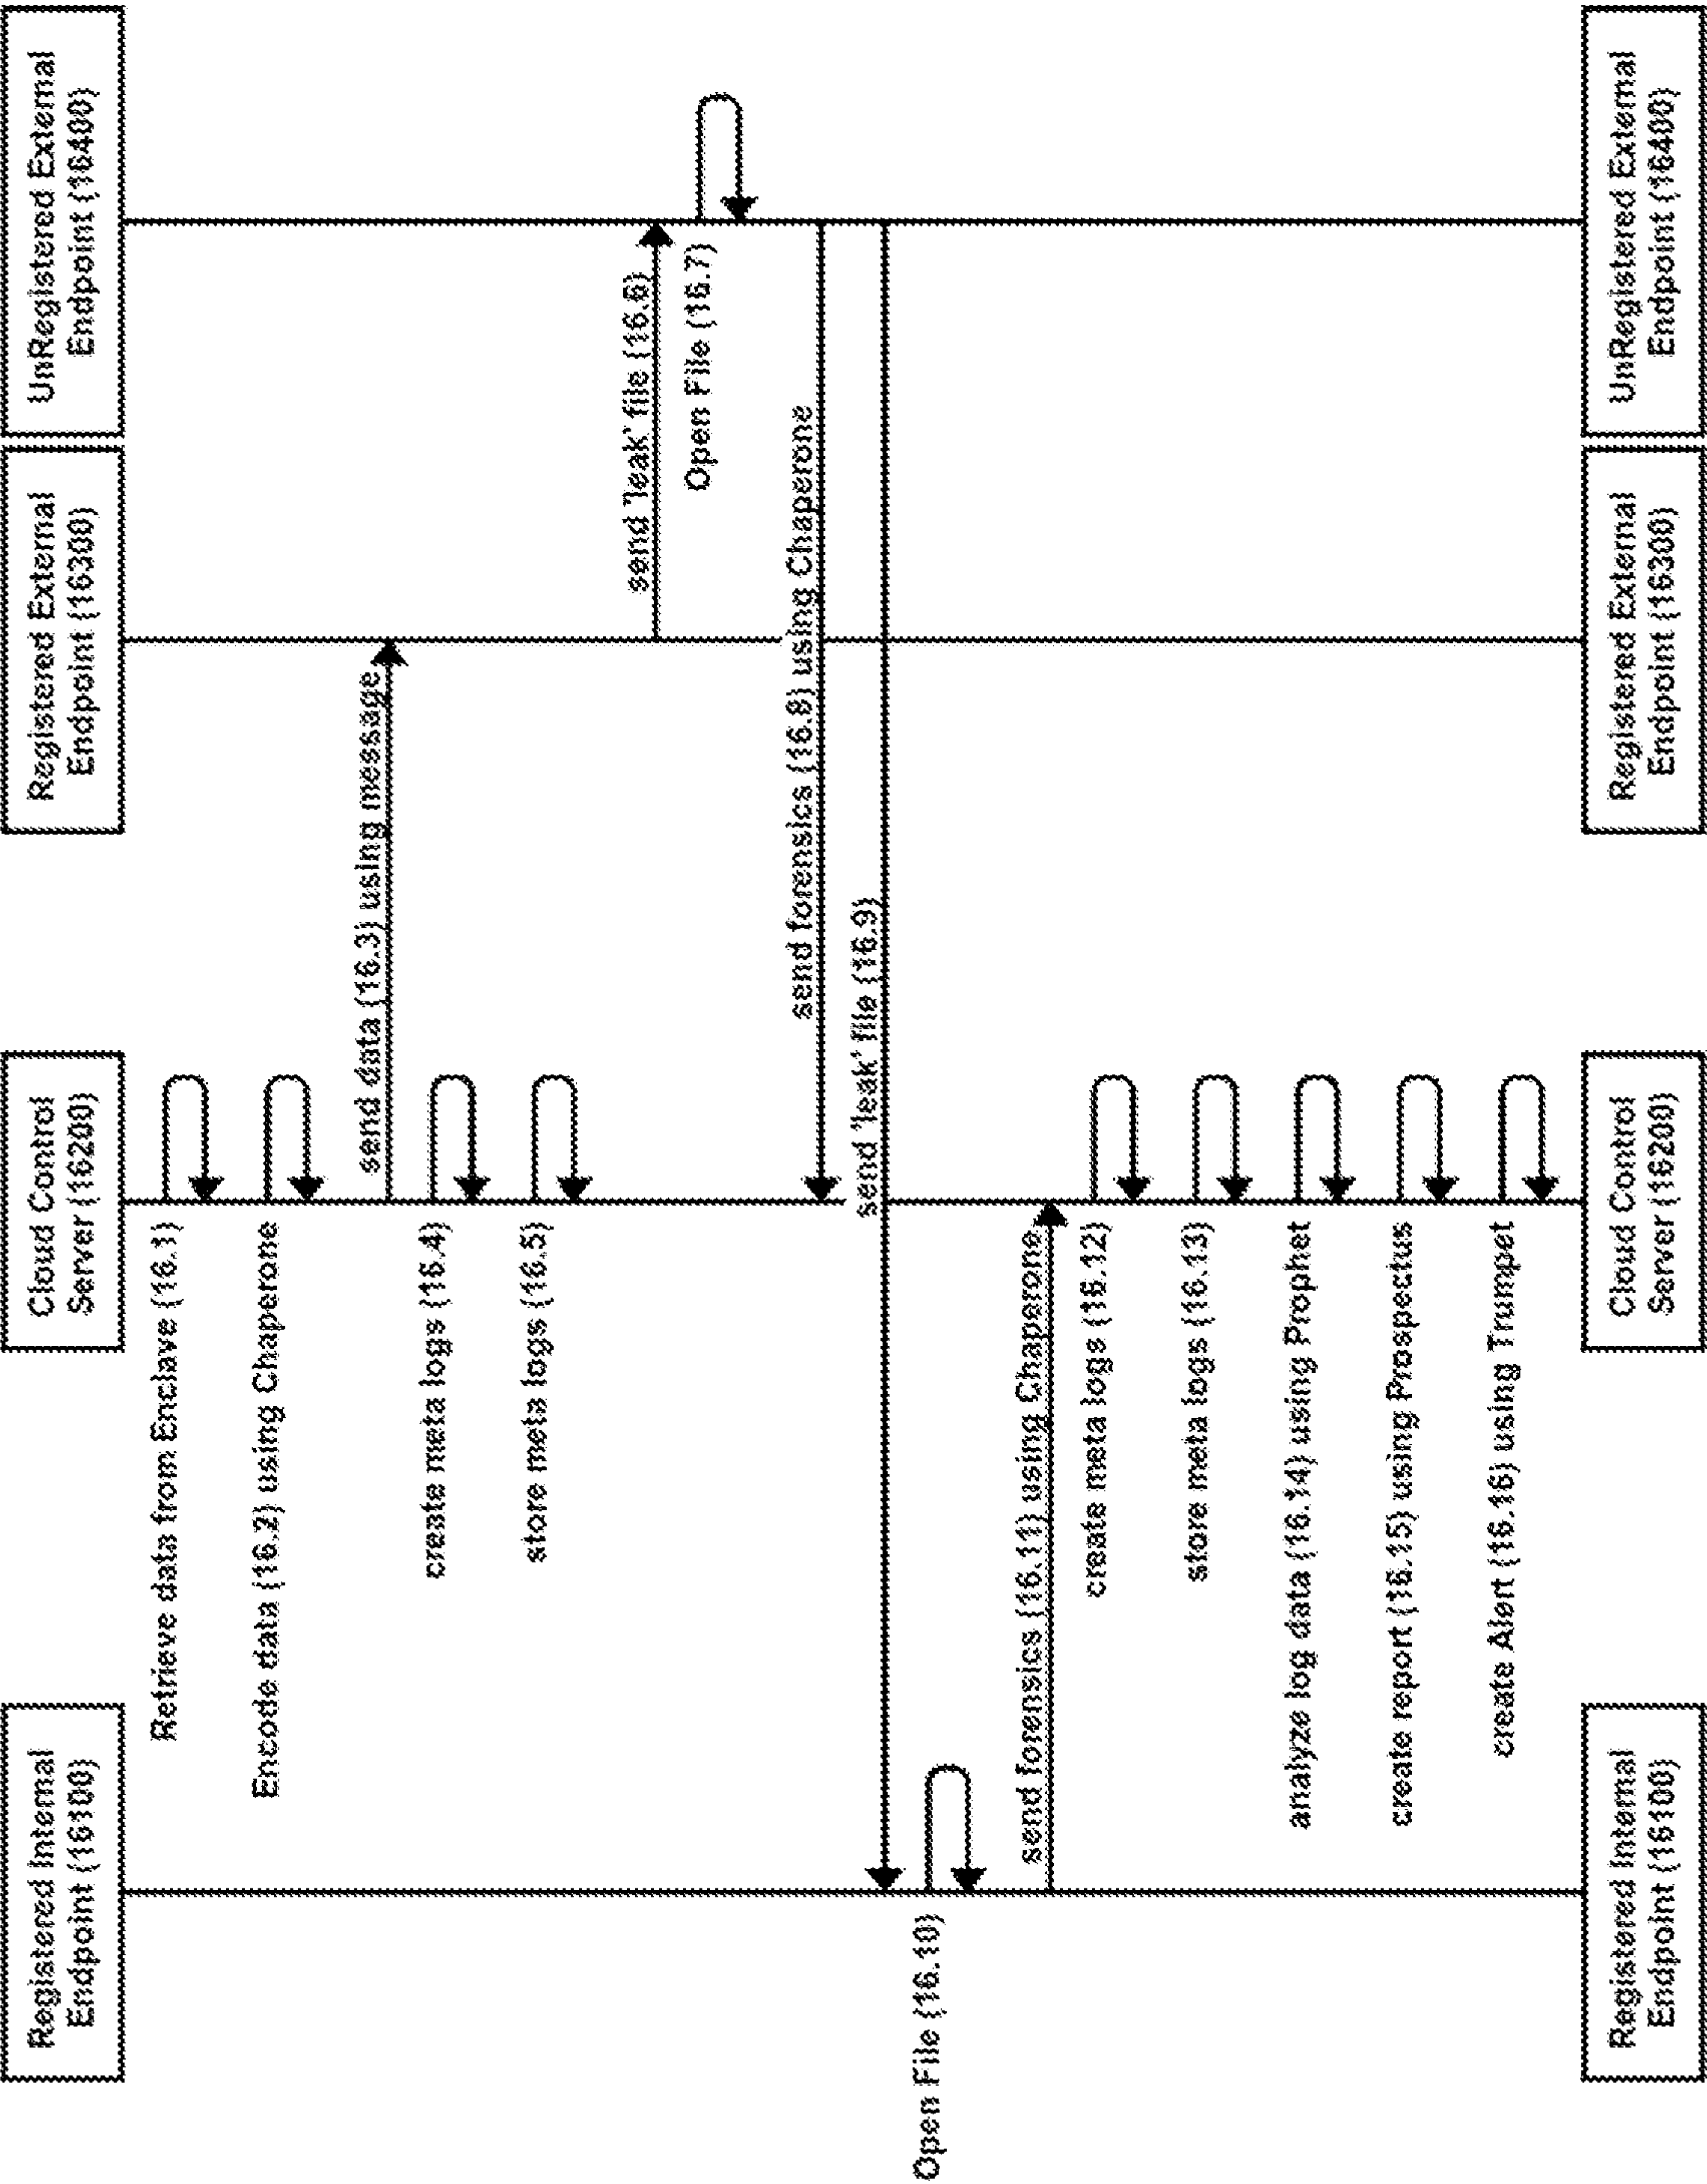 Registered Internal
Endpoint (16100)
Cloud Control
Server (16200)
Registered External
Endpoint (16300)
UnRegistered External
Endpoint (16400)
Retrieve data from Enclave (16.1)
Encode data (16.2) using Chaperone
send data (16.3) using message
create meta logs (16.4)
store meta logs (16.5)
send 'leak' file (16.6)
Open File (16.7)
send forensics (16.8) using Chaperone
send 'leak' file (16.9)
Open File (16.10)
send forensics (16.11) using Chaperone
create meta logs (16.12)
store meta logs (16.13)
analyze log data (16.14) using Prophet
create report (16.15) using Prospectus
create Alert (16.16) using Trumpet
Registered Internal
Endpoint (16100)
Cloud Control
Server (16200)
Registered External
Endpoint (16300)
UnRegistered External
Endpoint (16400)